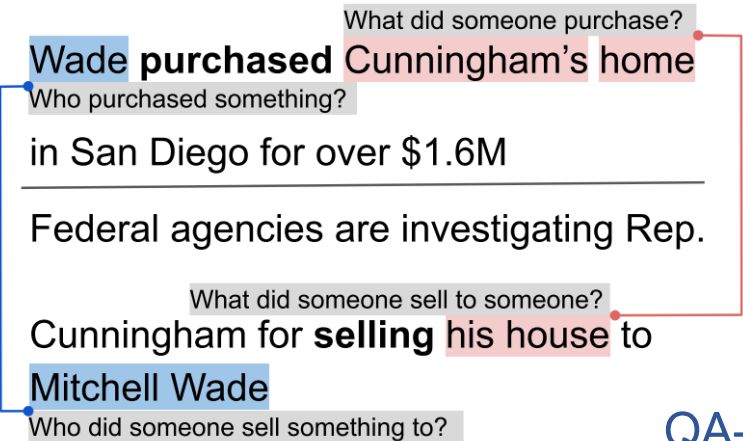 What did someone purchase?
Wade purchased Cunningham's home
Who purchased something?
in San Diego for over $1.6M
Federal agencies are investigating Rep.
What did someone sell to someone?
Cunningham for selling his house to
Mitchell Wade
Who did someone sell something to?
QA-